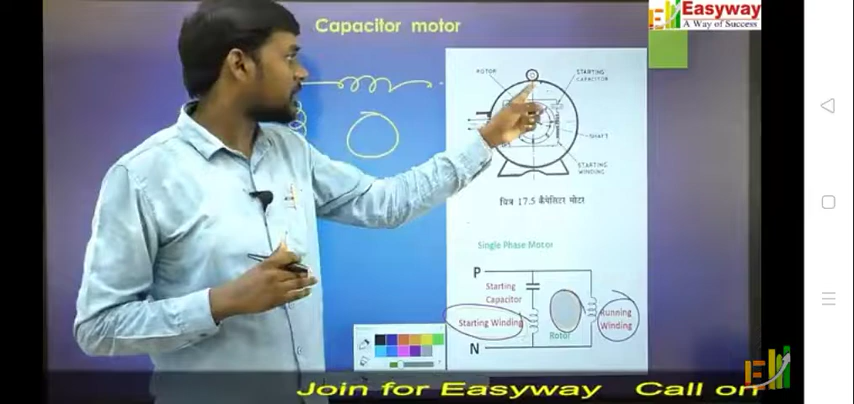 Capacitor motor
Easyway
A Way of Success
ROTOR
STARTING
CAPACITOR
SHAFT
STARTING
WINDING
चित्र 17.5 कैपेसिटर मोटर
Single Phase Motor
P
Starting
Capacitor
Starting Winding
Rotor
Running
Winding
N
Join for Easyway Call on